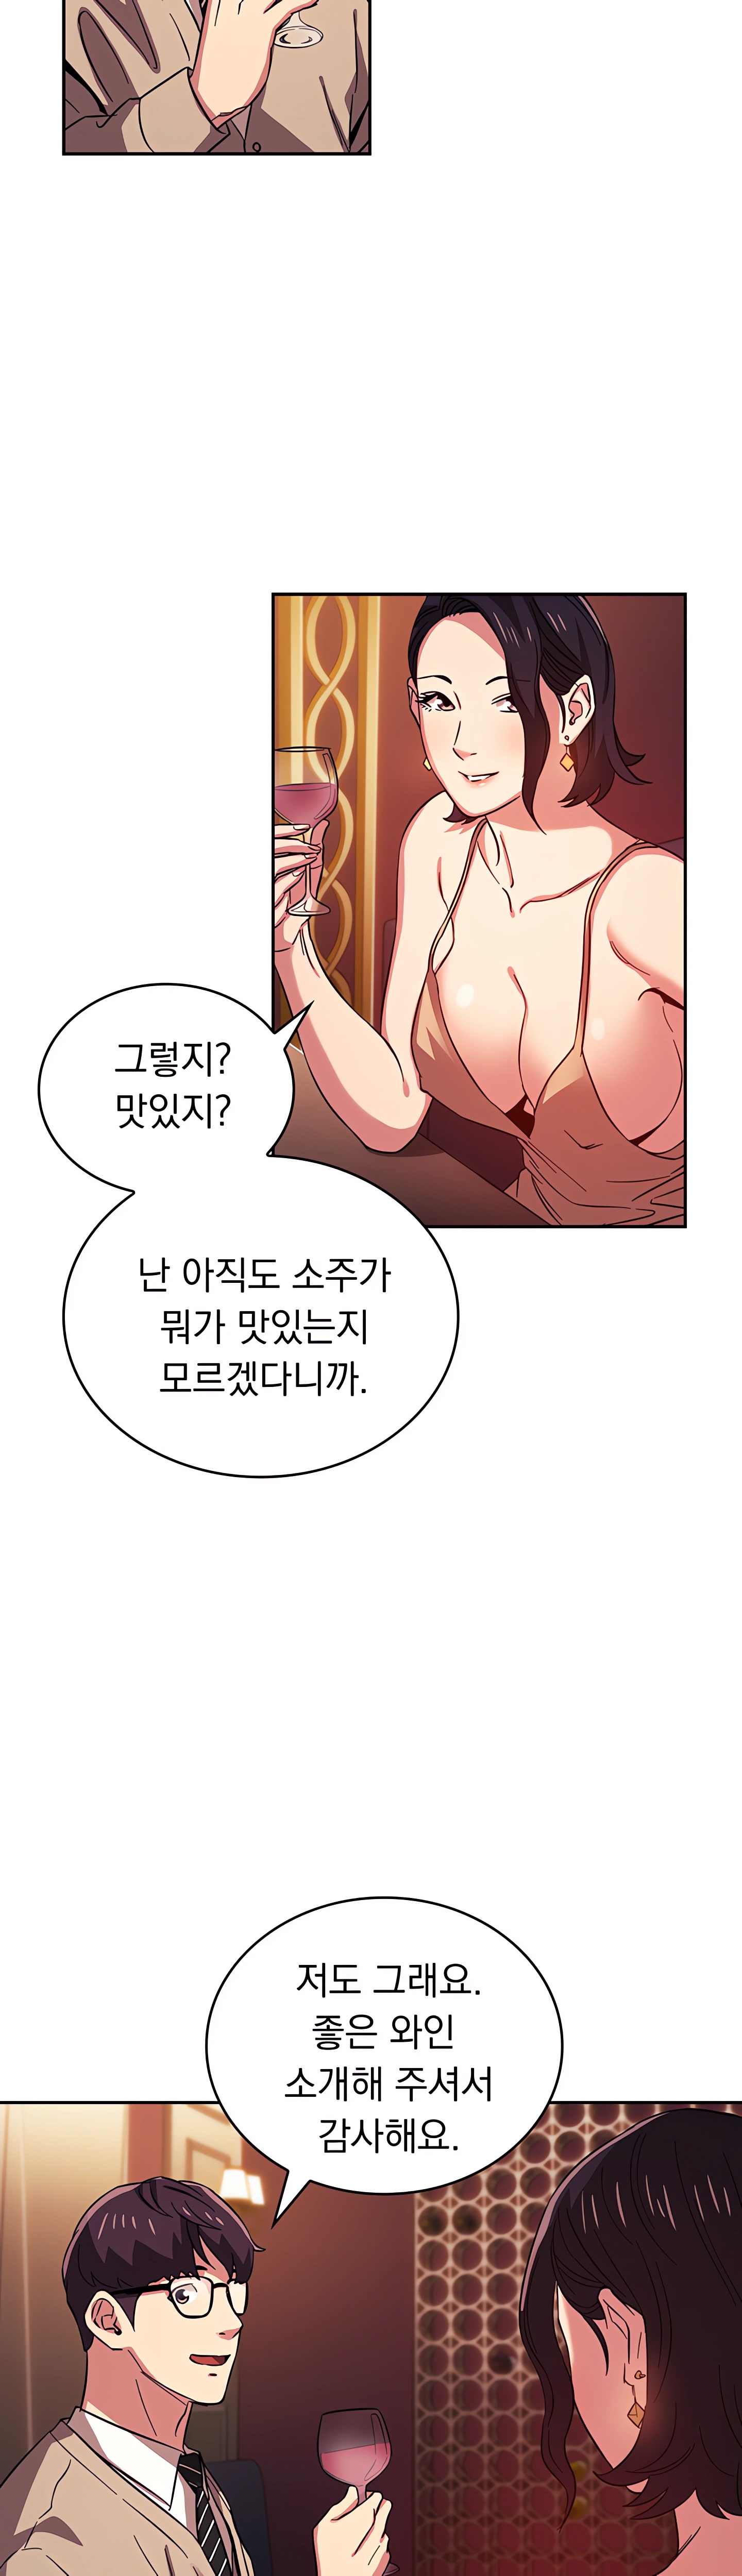 그렇지?
맛있지?
난 아직도 소주가
뭐가 맛있는지
모르겠다니까.
저도 그래요.
좋은 와인
소개해 주셔서
감사해요.